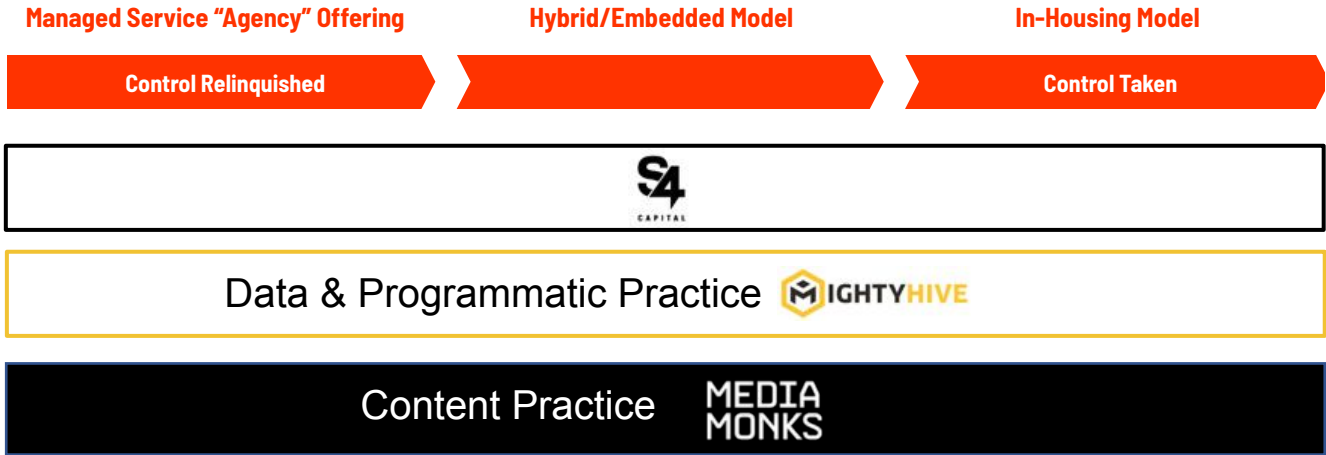 Managed Service “Agency” Offering
Hybrid/Embedded Model
In-Housing Model
Control Relinquished
Control Taken
S4
CAPITAL
Data & Programmatic Practice MIGHTYHIVE
Content Practice
MEDIA
MONKS